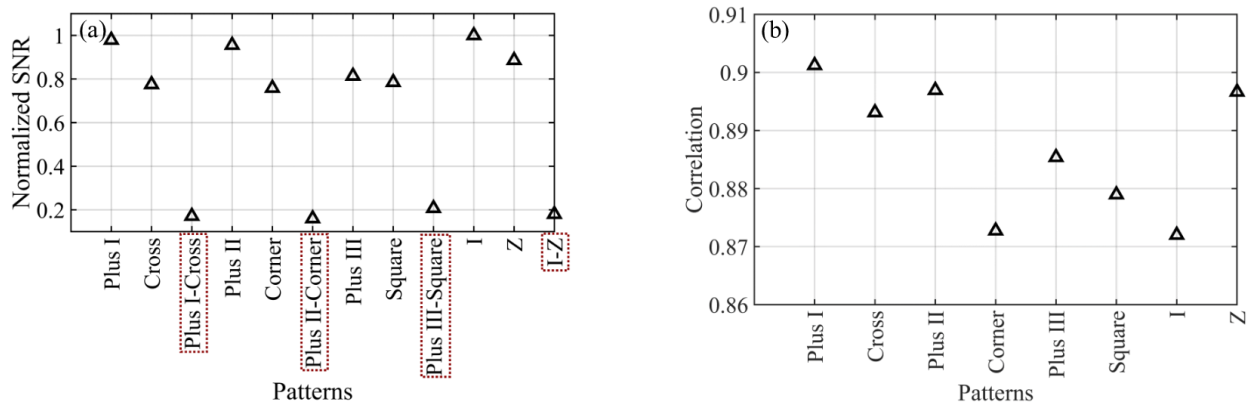 (a)
Normalized SNR
1
0.8
0.6
0.4
0.2
Plus I
Cross
Plus I-Cross
Plus II
Corner
Plus II-Corner
Plus III
Square
Plus III-Square
I
Z
I-Z
Patterns
(b)
Correlation
0.91
0.9
0.89
0.88
0.87
0.86
Plus I
Cross
Plus II
Corner
Plus III
Square
I
Z
Patterns